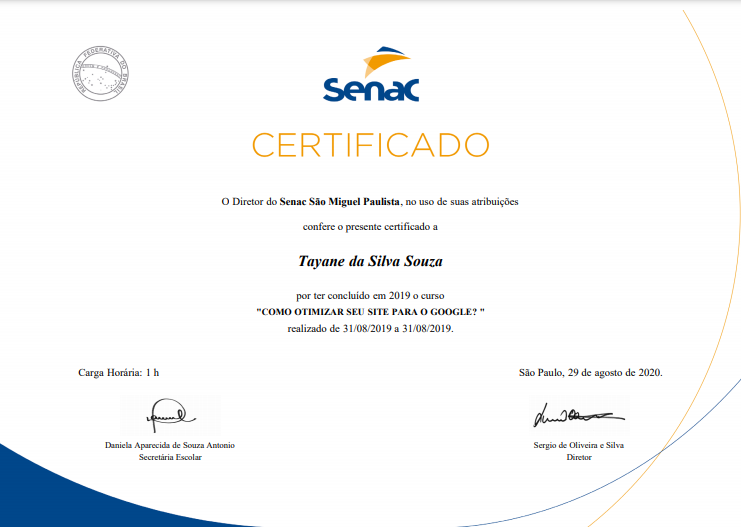 REPÚBLICA FEDERATIVA DO BRASIL
Senac
CERTIFICADO
O Diretor do Senac São Miguel Paulista, no uso de suas atribuições
confere o presente certificado a
Tayane da Silva Souza
por ter concluído em 2019 o curso
"COMO OTIMIZAR SEU SITE PARA O GOOGLE? "
realizado de 31/08/2019 a 31/08/2019.
Carga Horária: 1 h
São Paulo, 29 de agosto de 2020.
Daniela Aparecida de Souza Antonio
Secretária Escolar
Sergio de Oliveira e Silva
Diretor